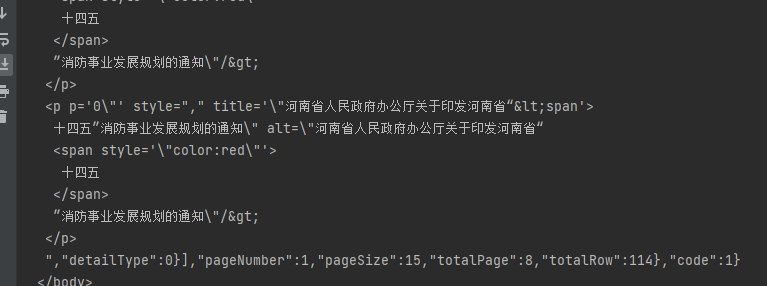 十四五
</span>
”消防事业发展规划的通知\"/&gt;
</p>
<p p='0\"' style="," title='\"河南省人民政府办公厅关于印发河南省“&lt;span'>
十四五”消防事业发展规划的通知\" alt=\"河南省人民政府办公厅关于印发河南省“
<span style='\"color:red\"'>
十四五
</span>
”消防事业发展规划的通知\"/&gt;
</p>
","detailType":0}],"pageNumber":1,"pageSize":15,"totalPage":8,"totalRow":114},"code":1}
</body>